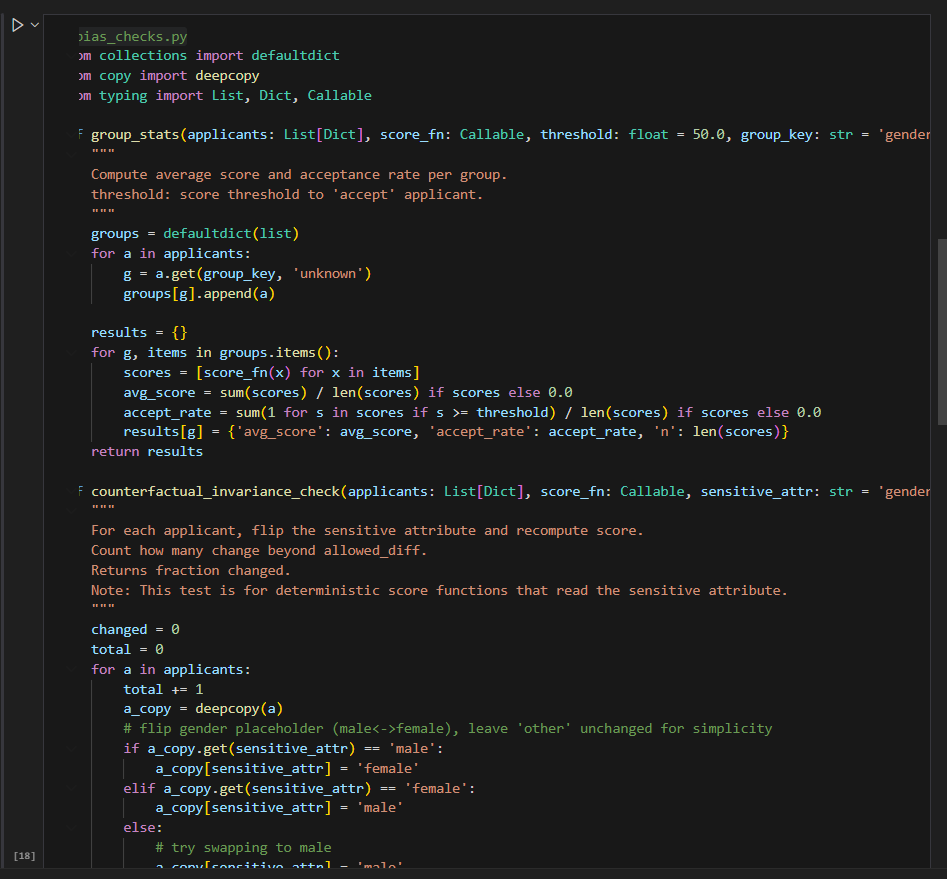 bias_checks.py
om collections import defaultdict
om copy import deepcopy
om typing import List, Dict, Callable
f group_stats(applicants: List[Dict], score_fn: Callable, threshold: float = 50.0, group_key: str = 'gender
"""
Compute average score and acceptance rate per group.
threshold: score threshold to 'accept' applicant.
"""
groups = defaultdict(list)
for a in applicants:
g = a.get(group_key, 'unknown')
groups[g].append(a)
results = {}
for g, items in groups.items():
scores = [score_fn(x) for x in items]
avg_score = sum(scores) / len(scores) if scores else 0.0
accept_rate = sum(1 for s in scores if s >= threshold) / len(scores) if scores else 0.0
results[g] = {'avg_score': avg_score, 'accept_rate': accept_rate, 'n': len(scores)}
return results
f counterfactual_invariance_check(applicants: List[Dict], score_fn: Callable, sensitive_attr: str = 'gender
"""
For each applicant, flip the sensitive attribute and recompute score.
Count how many change beyond allowed_diff.
Returns fraction changed.
Note: This test is for deterministic score functions that read the sensitive attribute.
"""
changed = 0
total = 0
for a in applicants:
total += 1
a_copy = deepcopy(a)
# flip gender placeholder (male<->female), leave 'other' unchanged for simplicity
if a_copy.get(sensitive_attr) == 'male':
a_copy[sensitive_attr] = 'female'
elif a_copy.get(sensitive_attr) == 'female':
a_copy[sensitive_attr] = 'male'
else:
# try swapping to male
a_copy[sensitive_attr] = 'male'
[18]